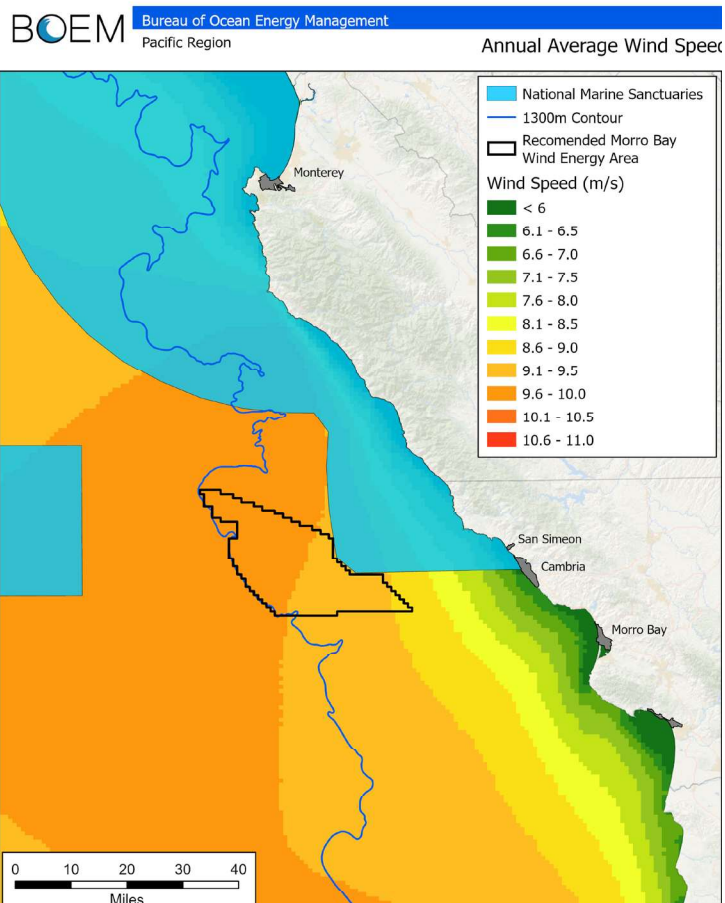 BOEM
Bureau of Ocean Energy Management
Pacific Region
Annual Average Wind Speed
National Marine Sanctuaries
1300m Contour
Recomended Morro Bay
Wind Energy Area
Wind Speed (m/s)
< 6
6.1 - 6.5
6.6 - 7.0
7.1 - 7.5
7.6 - 8.0
8.1 - 8.5
8.6 - 9.0
9.1 - 9.5
9.6 - 10.0
10.1 - 10.5
10.6 - 11.0
Monterey
San Simeon
Cambria
Morro Bay
0 10 20 30 40
Miles